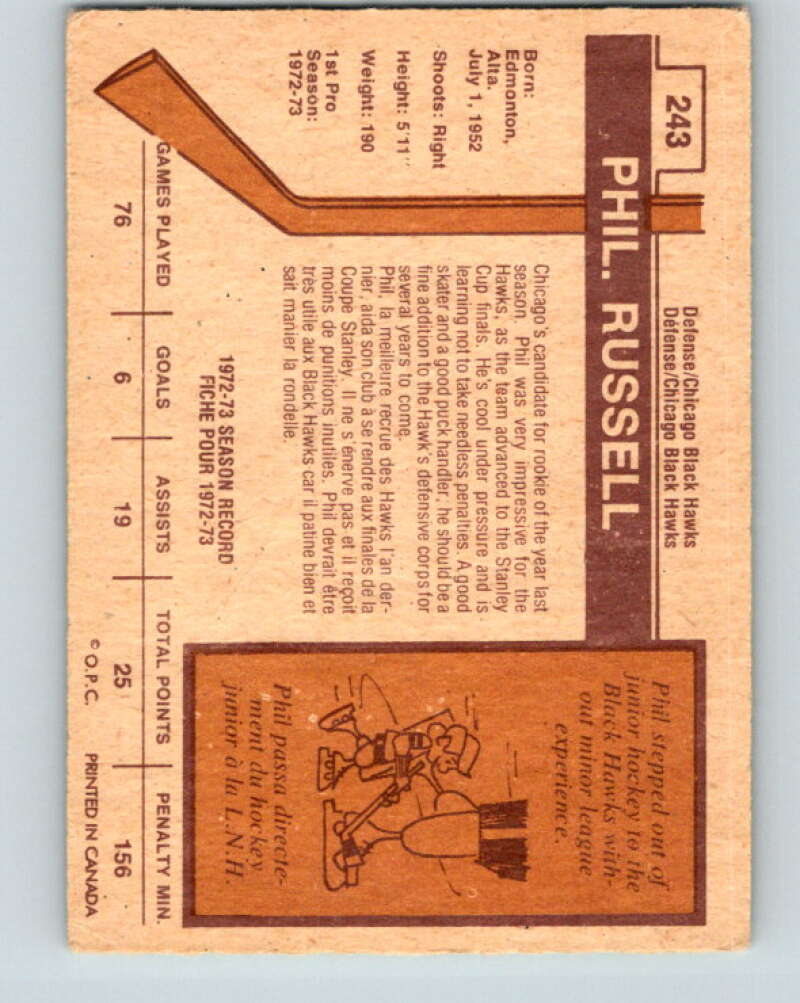 243
PHIL. RUSSELL
Defense/Chicago Black Hawks
Défense/Chicago Black Hawks
Born:
Edmonton,
Alta.
July 1, 1952
Shoots: Right
Height: 5'11"
Weight: 190
1st Pro
Season:
1972-73
Chicago's candidate for rookie of the year last
season. Phil was very impressive for the
Hawks, as the team advanced to the Stanley
Cup finals. He's cool under pressure and is
learning not to take needless penalties. A good
skater and a good puck handler, he should be a
fine addition to the Hawk's defensive corps for
several years to come.
Phil, la meilleure recrue des Hawks l'an der-
nier, aida son club à se rendre aux finales de la
Coupe Stanley. Il ne s'énerve pas et il reçoit
moins de punitions inutiles. Phil devrait être
très utile aux Black Hawks car il patine bien et
sait manier la rondelle.
Phil stepped out of
junior hockey to the
Black Hawks with-
out minor league
experience.
Phil passa directe-
ment du hockey
junior à la L.N.H.
1972-73 SEASON RECORD
FICHE POUR 1972-73
GAMES PLAYED GOALS ASSISTS TOTAL POINTS PENALTY MIN.
76 6 19 25 156
© O.P.C. PRINTED IN CANADA